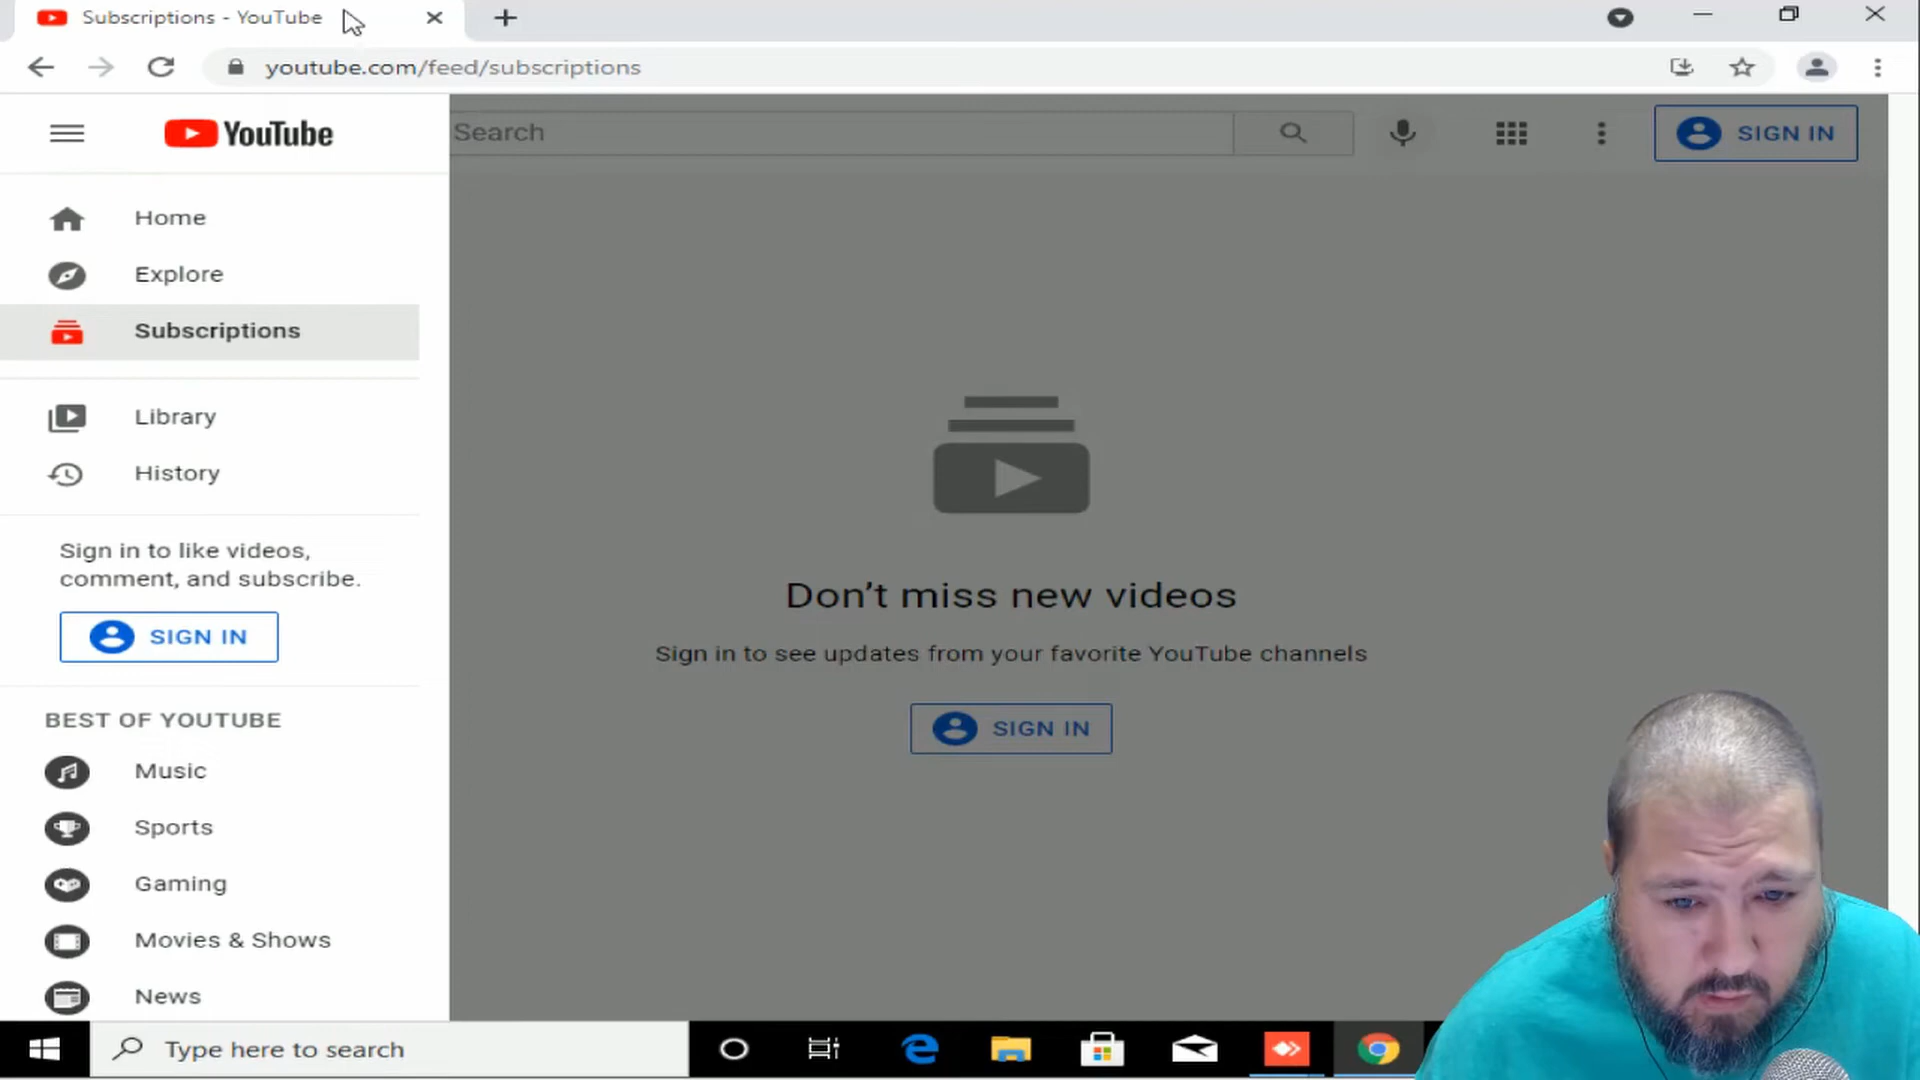 Subscriptions - YouTube
youtube.com/feed/subscriptions
YouTube
Search
SIGN IN
Home
Explore
Subscriptions
Library
History
Sign in to like videos,
comment, and subscribe.
SIGN IN
BEST OF YOUTUBE
Music
Sports
Gaming
Movies & Shows
News
Don't miss new videos
Sign in to see updates from your favorite YouTube channels
SIGN IN
Type here to search